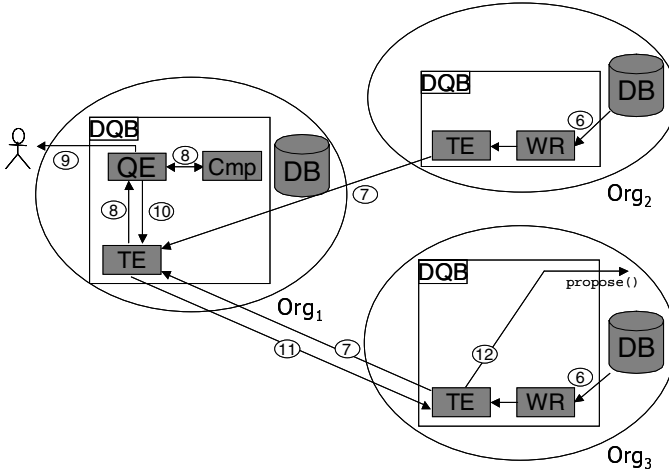 DQB
DB
6
TE
WR
Org2
DQB
9
QE
8
Cmp
DB
7
8
10
TE
Org1
DQB
propose()
11
7
12
6
DB
TE
WR
Org3